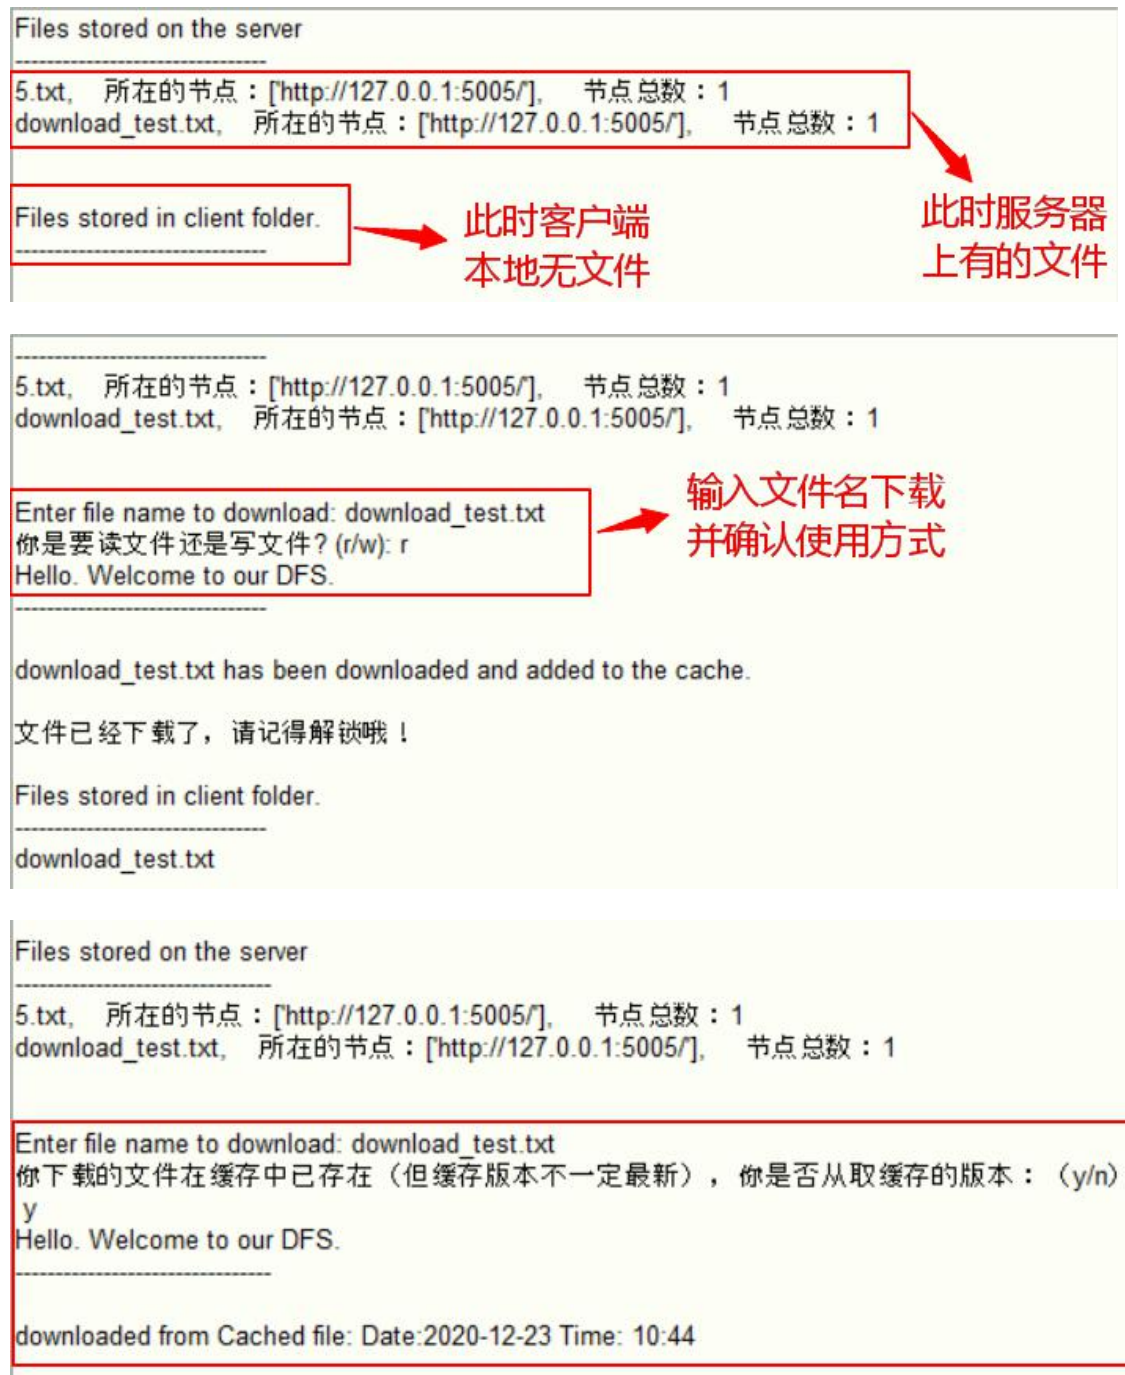 Files stored on the server
--------------------------------
5.txt, 所在的节点：['http://127.0.0.1:5005/'], 节点总数：1
download_test.txt, 所在的节点：['http://127.0.0.1:5005/'], 节点总数：1
此时服务器
上有的文件
Files stored in client folder.
--------------------------------
此时客户端
本地无文件
--------------------------------
5.txt, 所在的节点：['http://127.0.0.1:5005/'], 节点总数：1
download_test.txt, 所在的节点：['http://127.0.0.1:5005/'], 节点总数：1
Enter file name to download: download_test.txt
你是要读文件还是写文件? (r/w): r
Hello. Welcome to our DFS.
--------------------------------
输入文件名下载
并确认使用方式
download_test.txt has been downloaded and added to the cache.
文件已经下载了，请记得解锁哦！
Files stored in client folder.
--------------------------------
download_test.txt
Files stored on the server
--------------------------------
5.txt, 所在的节点：['http://127.0.0.1:5005/'], 节点总数：1
download_test.txt, 所在的节点：['http://127.0.0.1:5005/'], 节点总数：1
Enter file name to download: download_test.txt
你下载的文件在缓存中已存在（但缓存版本不一定最新），你是否从取缓存的版本：（y/n）
y
Hello. Welcome to our DFS.
--------------------------------
downloaded from Cached file: Date:2020-12-23 Time: 10:44